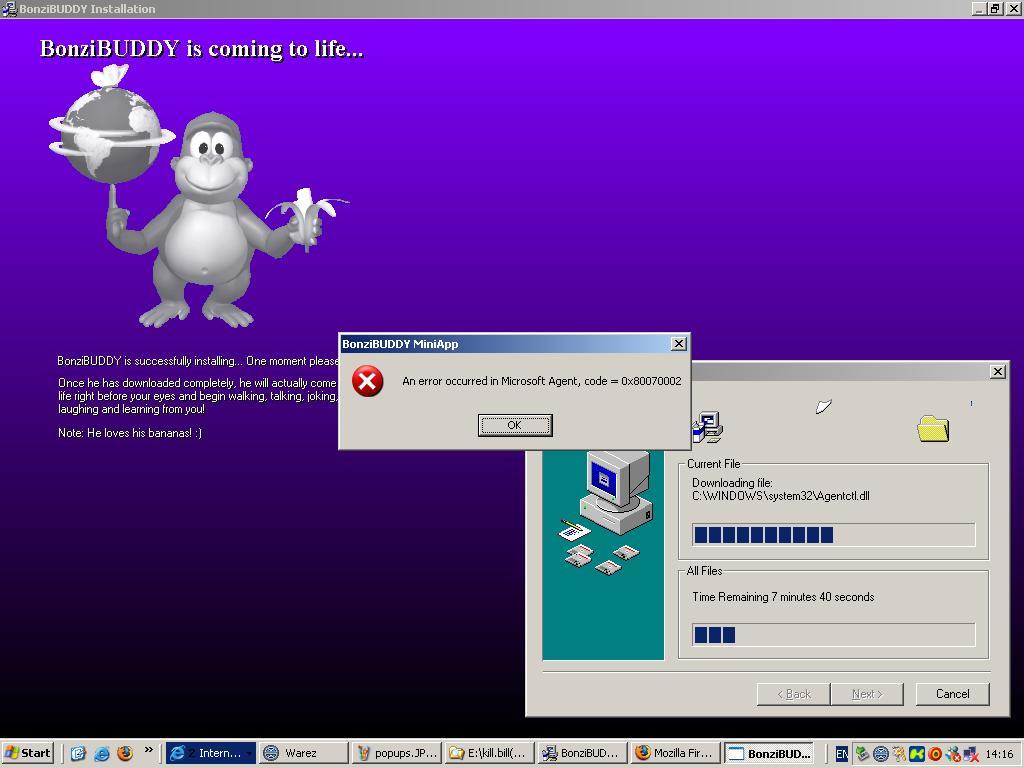 BonziBUDDY Installation
BonziBUDDY is coming to life...
BonziBUDDY is successfully installing... One moment please
Once he has downloaded completely, he will actually come
life right before your eyes and begin walking, talking, joking,
laughing and learning from you!
Note: He loves his bananas! :)
BonziBUDDY MiniApp
An error occurred in Microsoft Agent, code = 0x80070002
OK
Current File
Downloading file:
C:\WINDOWS\system32\Agentctl.dll
All Files
Time Remaining 7 minutes 40 seconds
< Back
Next >
Cancel
Start
»
2 Intern...
Warez
popups.JP...
E:\kill.bill(...
BonziBUD...
Mozilla Fir...
BonziBUD...
EN
14:16